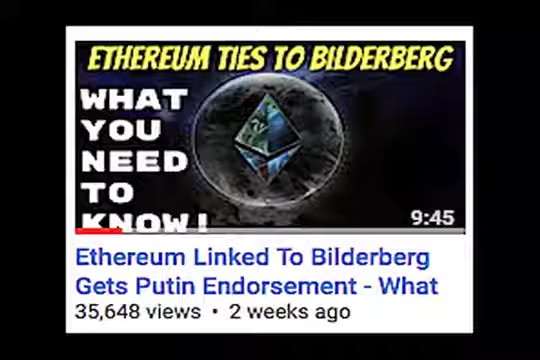 ETHEREUM TIES TO BILDERBERG
WHAT
YOU
NEED
TO
KNOW!
9:45
Ethereum Linked To Bilderberg
Gets Putin Endorsement - What
35,648 views • 2 weeks ago